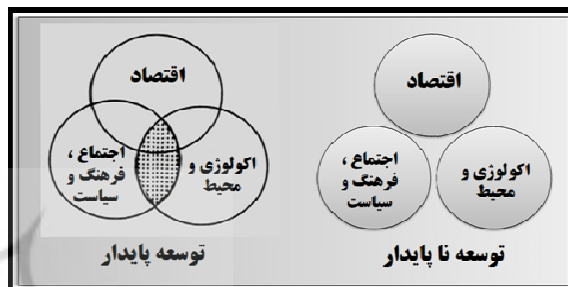 اقتصاد
اجتماع ،
فرهنگ و
سیاست
اکولوژی و
محیط
توسعه پایدار
اقتصاد
اجتماع ،
فرهنگ و
سیاست
اکولوژی و
محیط
توسعه نا پایدار